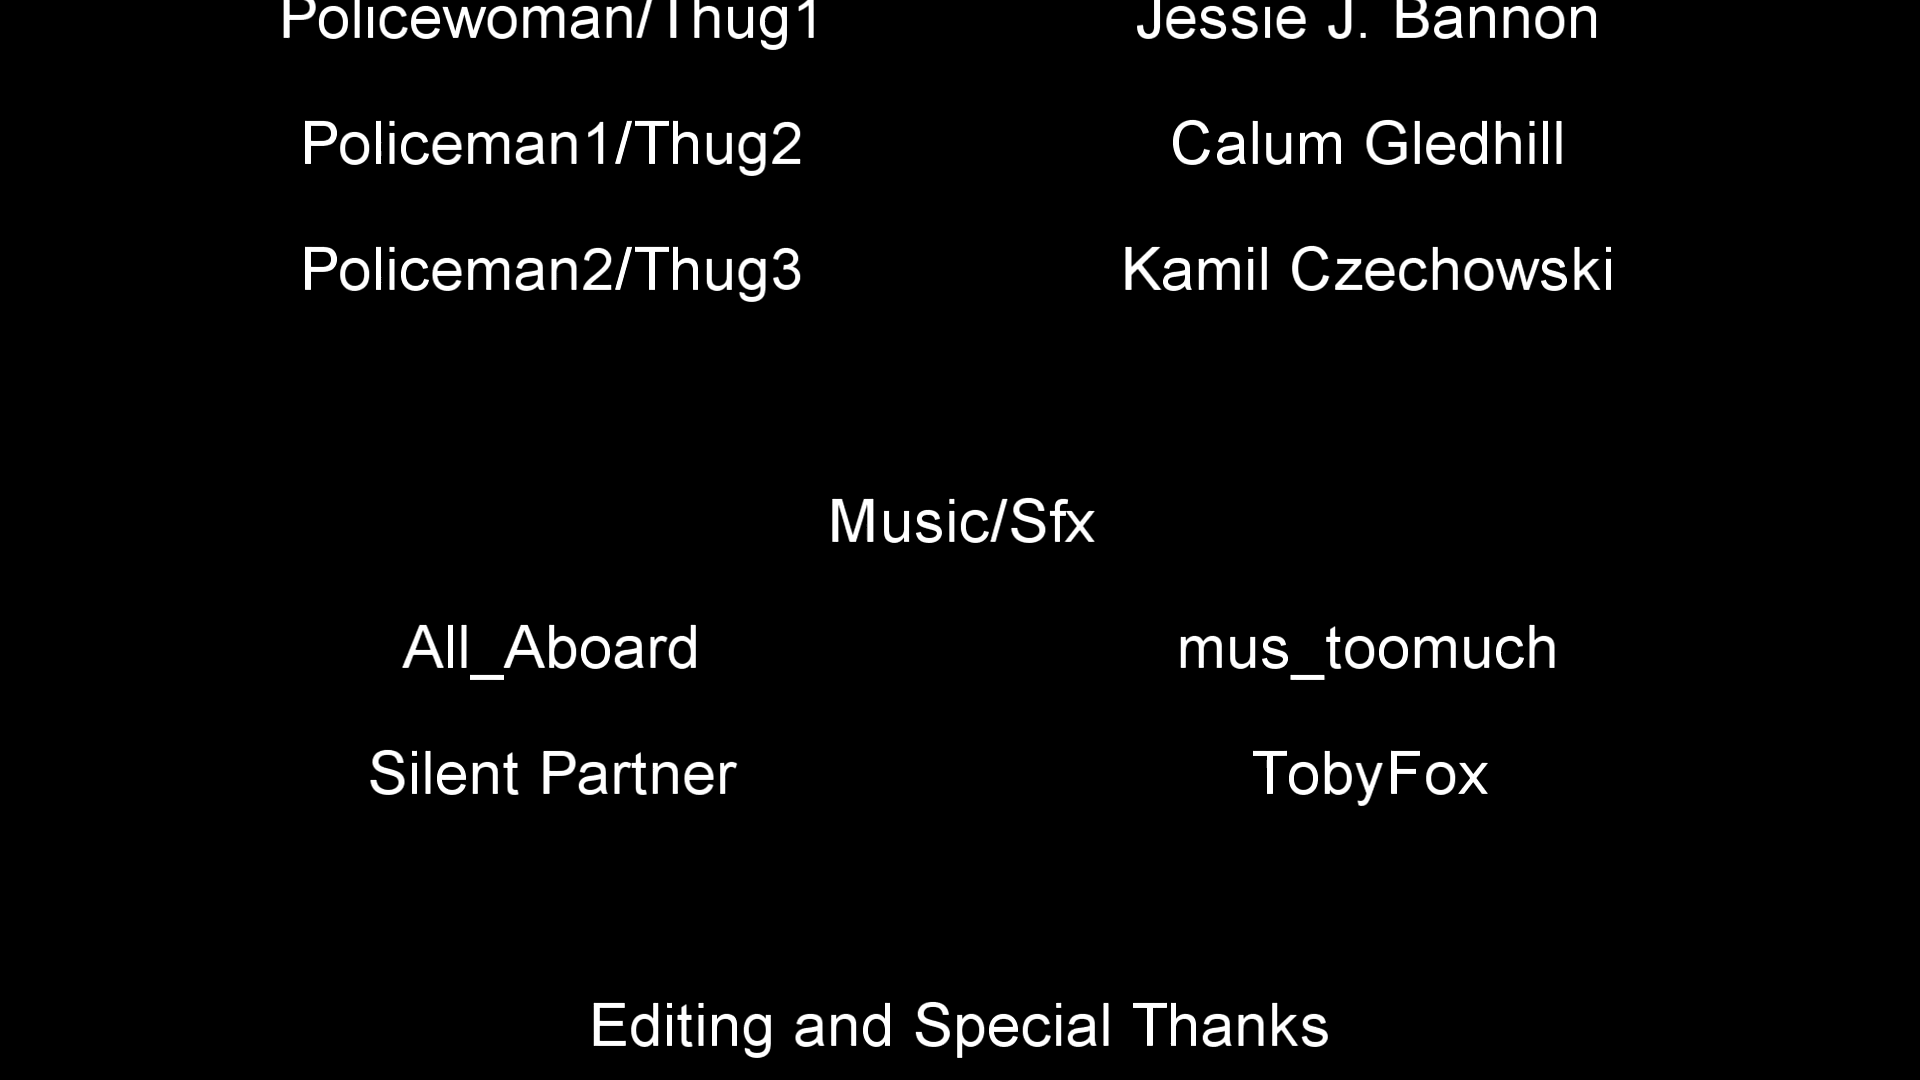 Policewoman/Thug1 Jessie J. Bannon
Policeman1/Thug2 Calum Gledhill
Policeman2/Thug3 Kamil Czechowski
Music/Sfx
All_Aboard mus_toomuch
Silent Partner TobyFox
Editing and Special Thanks